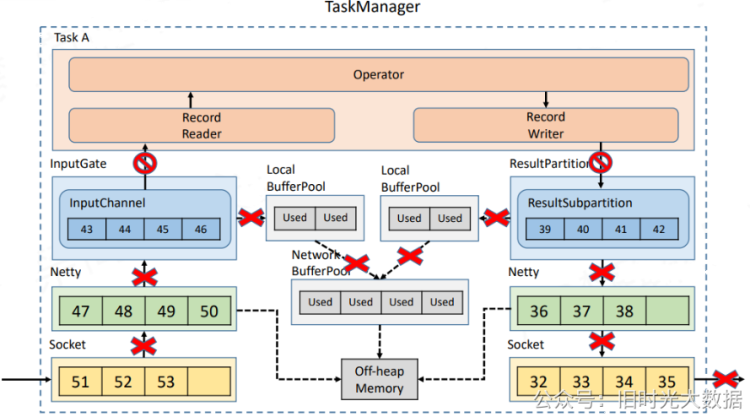 TaskManager
Task A
Operator
Record
Reader
Record
Writer
InputGate
ResultPartition
Local
BufferPool
Local
BufferPool
InputChannel
43 44 45 46
Used Used
Used Used
ResultSubpartition
39 40 41 42
Network
BufferPool
Netty
Netty
47 48 49 50
Used Used Used Used
36 37 38
Socket
Socket
51 52 53
Off-heap
Memory
32 33 34 35
公众号：旧时光大数据